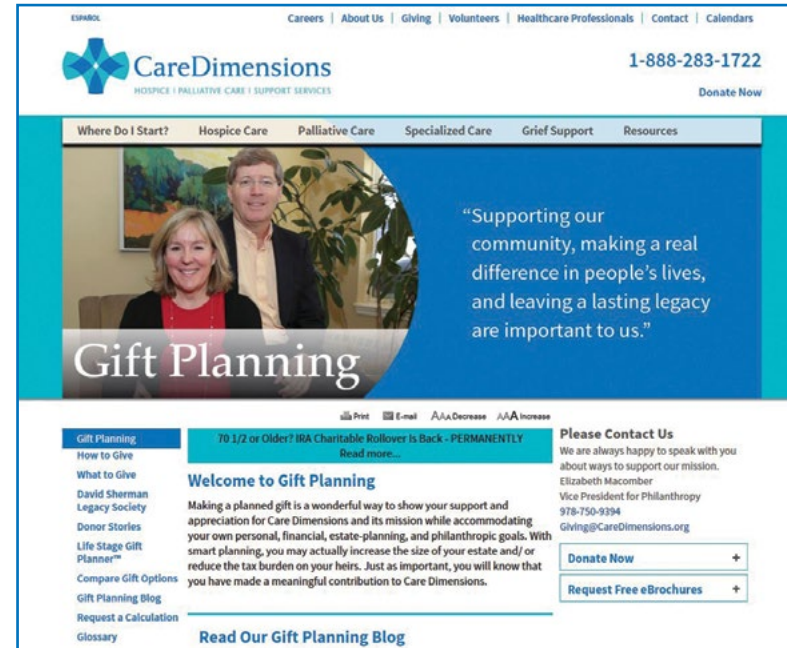 ESPAÑOL
Careers | About Us | Giving | Volunteers | Healthcare Professionals | Contact | Calendars
CareDimensions
HOSPICE | PALLIATIVE CARE | SUPPORT SERVICES
1-888-283-1722
Donate Now
Where Do I Start? Hospice Care Palliative Care Specialized Care Grief Support Resources
“Supporting our
community, making a real
difference in people’s lives,
and leaving a lasting legacy
are important to us.”
Gift Planning
Print E-mail AAA Decrease AAA Increase
Gift Planning
How to Give
What to Give
David Sherman
Legacy Society
Donor Stories
Life Stage Gift
Planner™
Compare Gift Options
Gift Planning Blog
Request a Calculation
Glossary
70 1/2 or Older? IRA Charitable Rollover Is Back - PERMANENTLY
Read more...
Welcome to Gift Planning
Making a planned gift is a wonderful way to show your support and
appreciation for Care Dimensions and its mission while accommodating
your own personal, financial, estate-planning, and philanthropic goals. With
smart planning, you may actually increase the size of your estate and/ or
reduce the tax burden on your heirs. Just as important, you will know that
you have made a meaningful contribution to Care Dimensions.
Read Our Gift Planning Blog
Please Contact Us
We are always happy to speak with you
about ways to support our mission.
Elizabeth Macomber
Vice President for Philanthropy
978-750-9394
Giving@CareDimensions.org
Donate Now +
Request Free eBrochures +